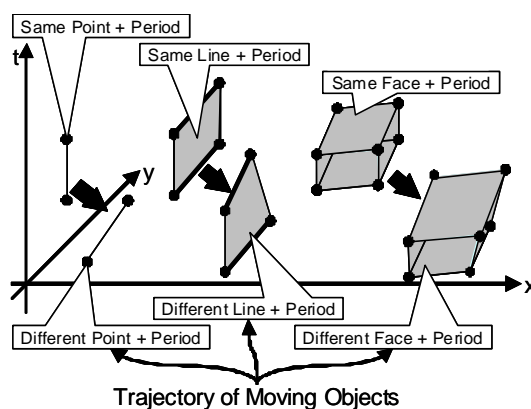 Same Point + Period
t
Same Line + Period
Same Face + Period
y
x
Different Line + Period
Different Point + Period
Different Face + Period
Trajectory of Moving Objects